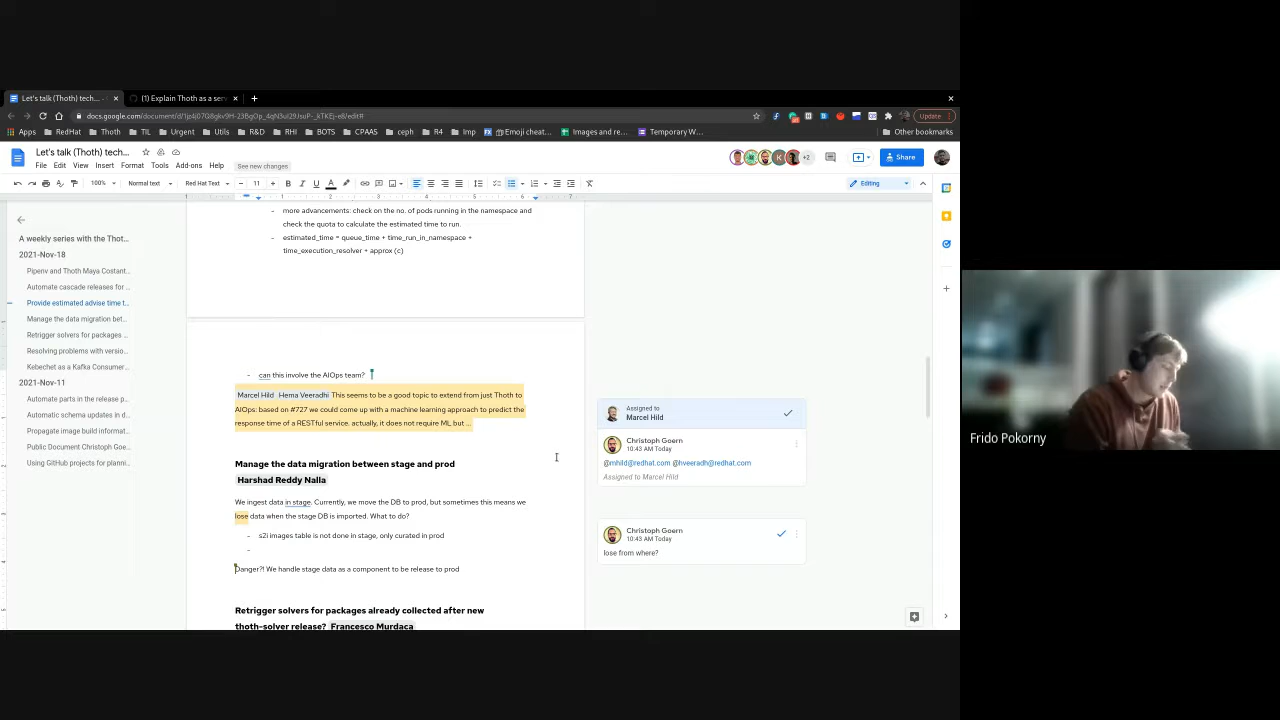 Let's talk (Thoth) tech...
(1) Explain Thoth as a serv
docs.google.com/document/d/
Update
Apps
RedHat
Thoth
TIL
Urgent
Utils
R&D
RHI
BOTS
CPAAS
ceph
R4
Imp
Emoji cheat...
Images and re...
Temporary W...
Other bookmarks
Let's talk (Thoth) tech...
File Edit View Insert Format Tools Add-ons Help
See new changes
K
+2
Share
100%
Normal text
Red Hat Text
11
B I U A
Editing
1 2 3 4 5 6 7
A weekly series with the Thot...
2021-Nov-18
Pipenv and Thoth Maya Costant...
Automate cascade releases for ...
Provide estimated advise time t...
Manage the data migration bet...
Retrigger solvers for packages ...
Resolving problems with versio...
Kebechet as a Kafka Consumer...
2021-Nov-11
Automate parts in the release p...
Automatic schema updates in d...
Propagate image build informat...
Public Document Christoph Goe...
Using GitHub projects for planni...
- more advancements: check on the no. of pods running in the namespace and
check the quota to calculate the estimated time to run.
- estimated_time = queue_time + time_run_in_namespace +
time_execution_resolver + approx (c)
- can this involve the AIOps team?
Marcel Hild Hema Veeradhi This seems to be a good topic to extend from just Thoth to
AIOps: based on #727 we could come up with a machine learning approach to predict the
response time of a RESTful service. actually, it does not require ML but ...
Manage the data migration between stage and prod
Harshad Reddy Nalla
We ingest data in stage. Currently, we move the DB to prod, but sometimes this means we
lose data when the stage DB is imported. What to do?
- s2i images table is not done in stage, only curated in prod
-
Danger?! We handle stage data as a component to be release to prod
Retrigger solvers for packages already collected after new
thoth-solver release? Francesco Murdaca
Assigned to
Marcel Hild
Christoph Goern
10:43 AM Today
@mhild@redhat.com @hveeradh@redhat.com
Assigned to Marcel Hild
Christoph Goern
10:43 AM Today
lose from where?
Frido Pokorny